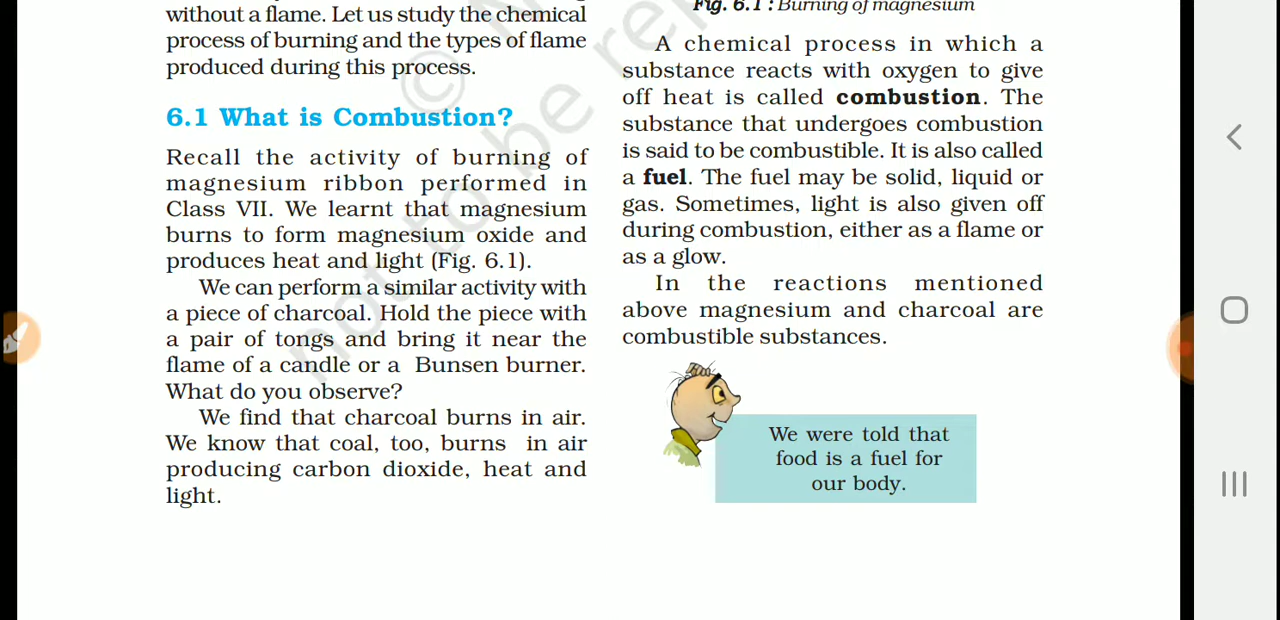 without a flame. Let us study the chemical
process of burning and the types of flame
produced during this process.
6.1 What is Combustion?
Recall the activity of burning of
magnesium ribbon performed in
Class VII. We learnt that magnesium
burns to form magnesium oxide and
produces heat and light (Fig. 6.1).
We can perform a similar activity with
a piece of charcoal. Hold the piece with
a pair of tongs and bring it near the
flame of a candle or a Bunsen burner.
What do you observe?
We find that charcoal burns in air.
We know that coal, too, burns in air
producing carbon dioxide, heat and
light.
Fig. 6.1 : Burning of magnesium
A chemical process in which a
substance reacts with oxygen to give
off heat is called combustion. The
substance that undergoes combustion
is said to be combustible. It is also called
a fuel. The fuel may be solid, liquid or
gas. Sometimes, light is also given off
during combustion, either as a flame or
as a glow.
In the reactions mentioned
above magnesium and charcoal are
combustible substances.
We were told that
food is a fuel for
our body.
not to be re